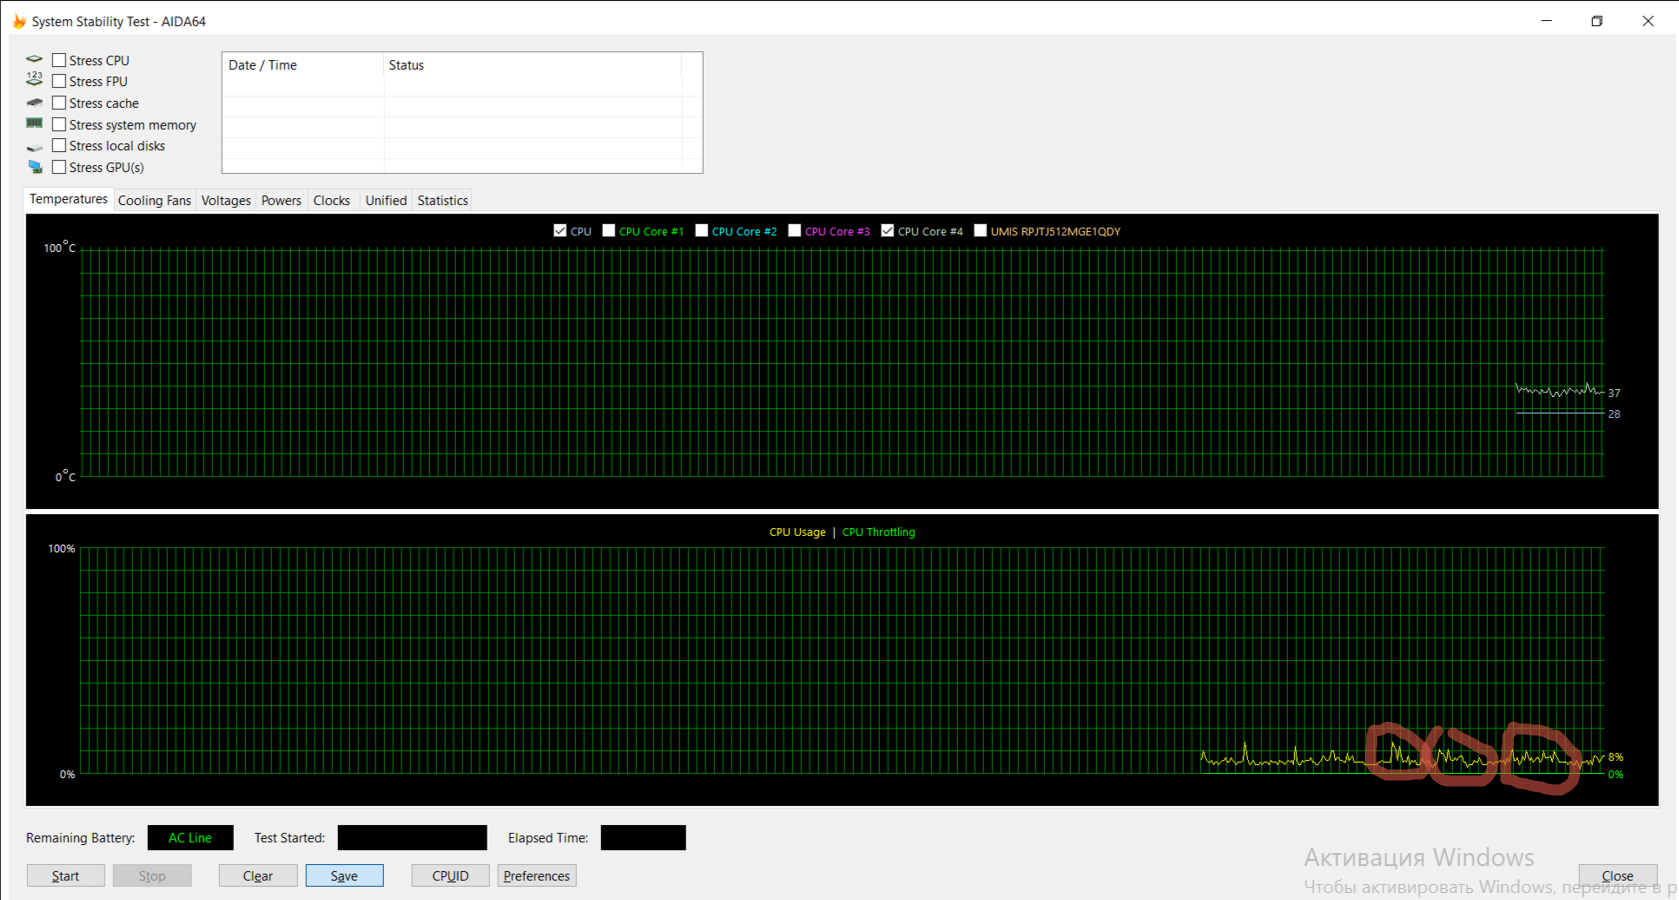 System Stability Test - AIDA64
Stress CPU
123
Stress FPU
Stress cache
Stress system memory
Stress local disks
Stress GPU(s)
Date / Time Status
Temperatures Cooling Fans Voltages Powers Clocks Unified Statistics
CPU CPU Core #1 CPU Core #2 CPU Core #3 CPU Core #4 UMIS RPJTJ512MGE1QDY
100°C
37
28
0°C
CPU Usage | CPU Throttling
100%
8%
0% 0%
Remaining Battery: AC Line Test Started: Elapsed Time:
Активация Windows
Start Stop Clear Save CPUID Preferences Close
Чтобы активировать Windows, перейдите в р